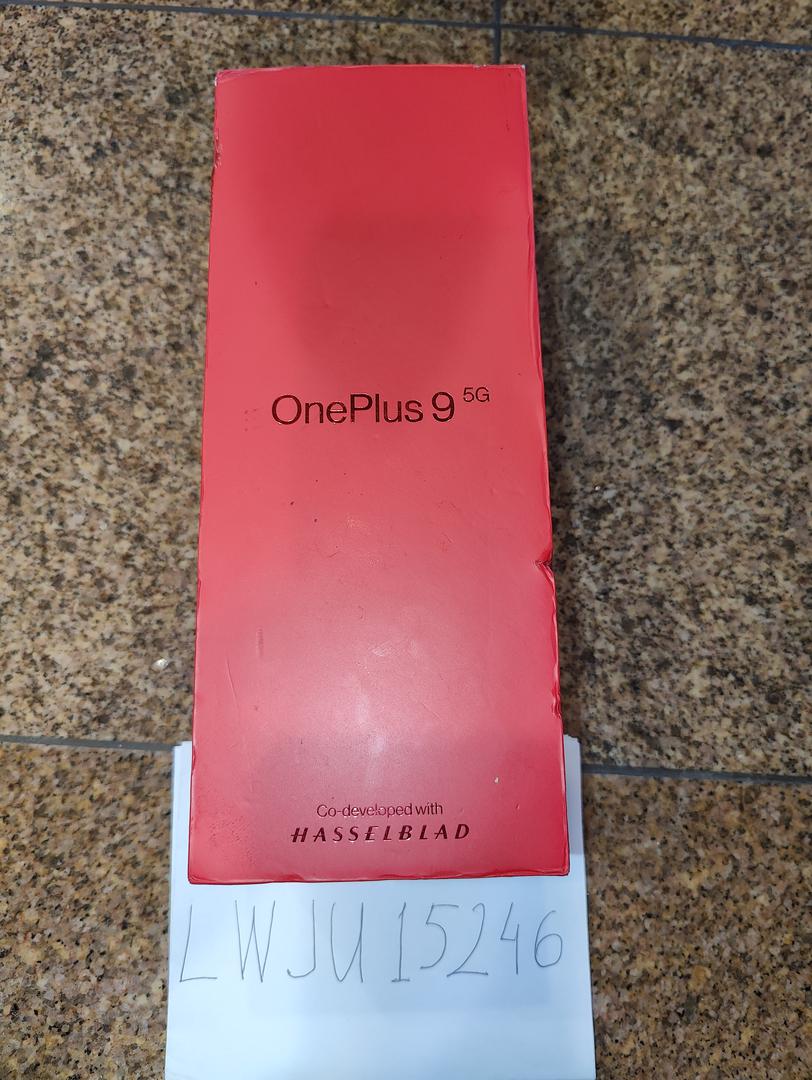 OnePlus 9 5G
Co-developed with
HASSELBLAD
LWJU15246